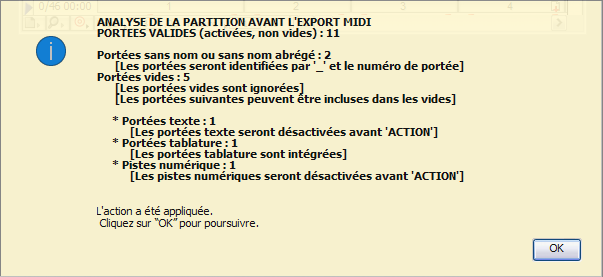 0/46 00:00
ANALYSE DE LA PARTITION AVANT L'EXPORT MIDI
PORTEES VALIDES (activées, non vides) : 11
Portées sans nom ou sans nom abrégé : 2
[Les portées seront identifiées par '_' et le numéro de portée]
Portées vides : 5
[Les portées vides sont ignorées]
[Les portées suivantes peuvent être incluses dans les vides]
* Portées texte : 1
[Les portées texte seront désactivées avant 'ACTION']
* Portées tablature : 1
[Les portées tablature sont intégrées]
* Pistes numérique : 1
[Les pistes numériques seront désactivées avant 'ACTION']
L'action a été appliquée.
Cliquez sur "OK" pour poursuivre.
OK